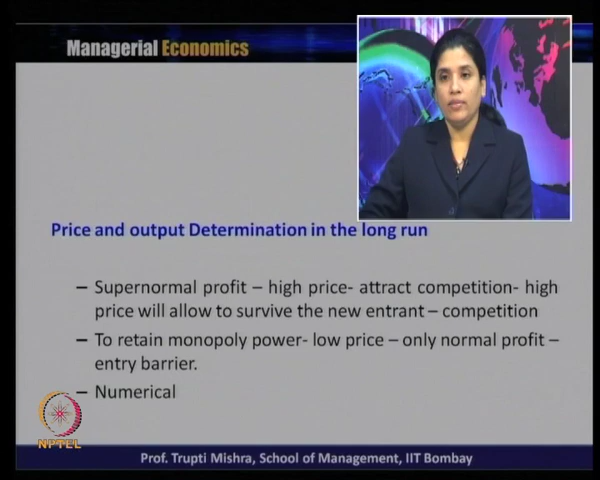 Managerial Economics
Price and output Determination in the long run
– Supernormal profit – high price- attract competition- high
price will allow to survive the new entrant – competition
– To retain monopoly power- low price – only normal profit –
entry barrier.
– Numerical
NPTEL
Prof. Trupti Mishra, School of Management, IIT Bombay